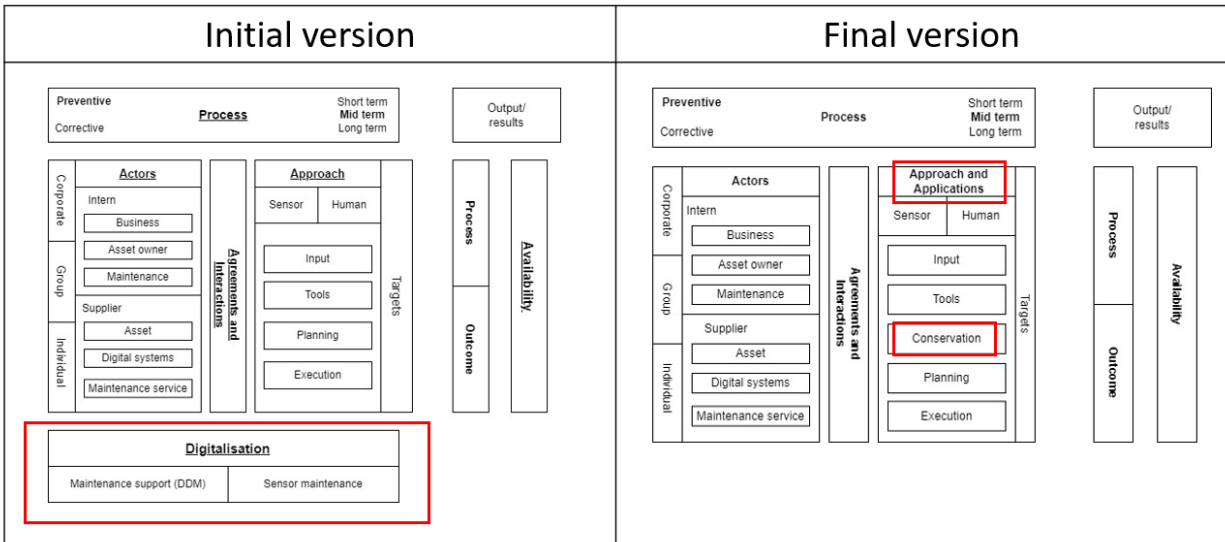 Initial version
Final version
Preventive
Corrective
Process
Short term
Mid term
Long term
Output/
results
Corporate
Group
Individual
Actors
Intern
Business
Asset owner
Maintenance
Supplier
Asset
Digital systems
Maintenance service
Agreements and
Interactions
Approach
Sensor
Human
Input
Tools
Planning
Execution
Targets
Process
Outcome
Availability.
Digitalisation
Maintenance support (DDM)
Sensor maintenance
Preventive
Corrective
Process
Short term
Mid term
Long term
Output/
results
Corporate
Group
Individual
Actors
Intern
Business
Asset owner
Maintenance
Supplier
Asset
Digital systems
Maintenance service
Agreements and
Interactions
Approach and
Applications
Sensor
Human
Input
Tools
Conservation
Planning
Execution
Targets
Process
Outcome
Availability